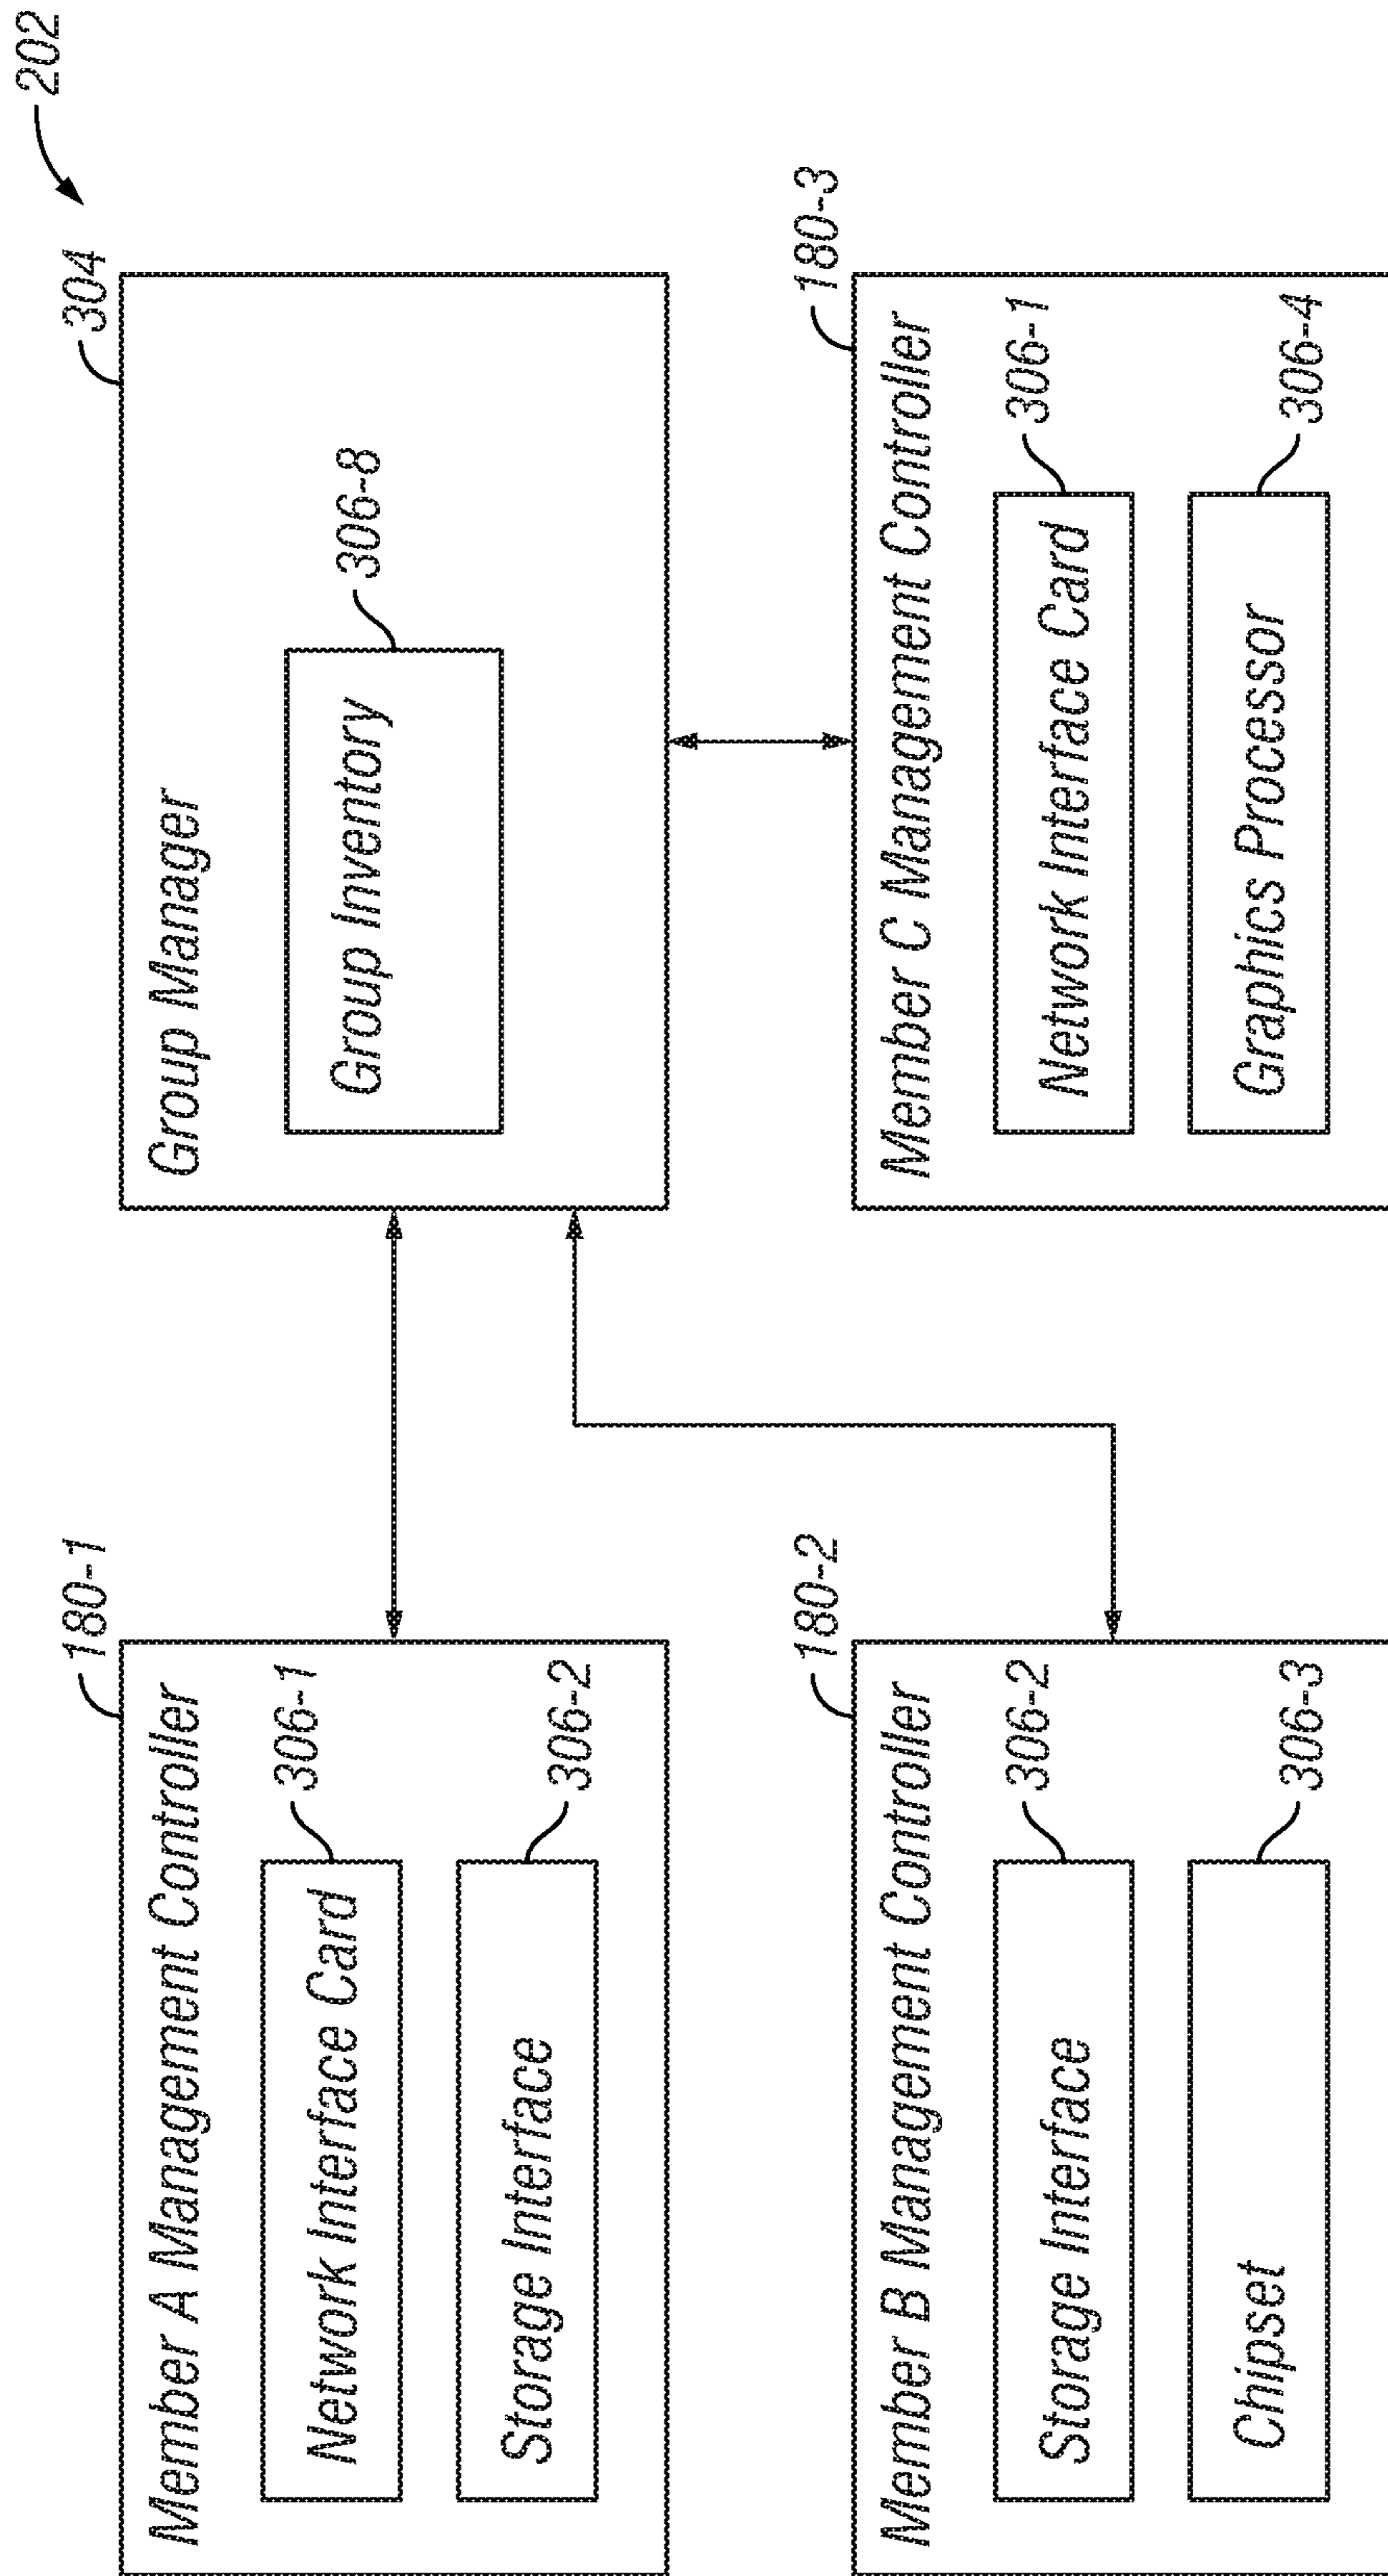 202
180-1
Member A Management Controller
306-1
Network Interface Card
306-2
Storage Interface
304
Group Manager
306-8
Group Inventory
180-2
Member B Management Controller
306-2
Storage Interface
306-3
Chipset
180-3
Member C Management Controller
306-1
Network Interface Card
306-4
Graphics Processor